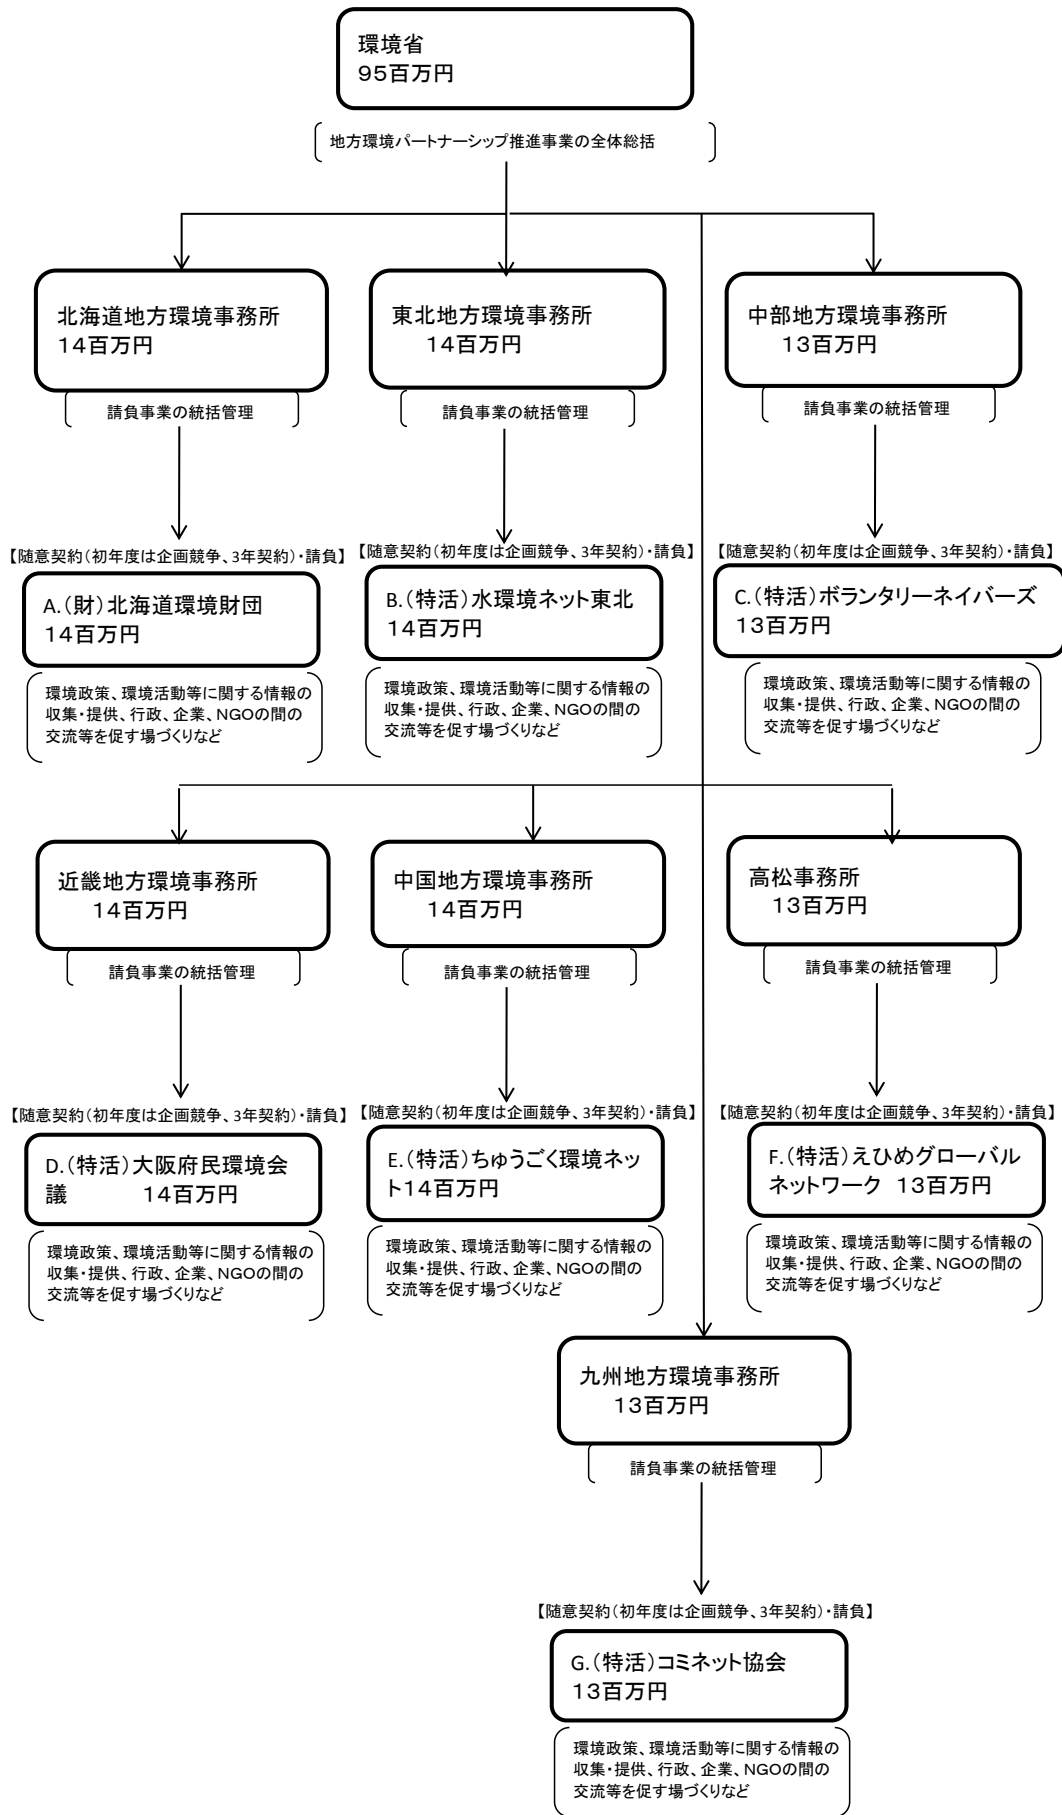 環境省
95百万円
地方環境パートナーシップ推進事業の全体総括
北海道地方環境事務所
14百万円
東北地方環境事務所
14百万円
中部地方環境事務所
13百万円
請負事業の統括管理
請負事業の統括管理
請負事業の統括管理
【随意契約(初年度は企画競争、3年契約)・請負】
【随意契約(初年度は企画競争、3年契約)・請負】
【随意契約(初年度は企画競争、3年契約)・請負】
A.(財)北海道環境財団
14百万円
B.(特活)水環境ネット東北
14百万円
C.(特活)ボランタリーネイバーズ
13百万円
環境政策、環境活動等に関する情報の
収集・提供、行政、企業、NGOの間の
交流等を促す場づくりなど
環境政策、環境活動等に関する情報の
収集・提供、行政、企業、NGOの間の
交流等を促す場づくりなど
環境政策、環境活動等に関する情報の
収集・提供、行政、企業、NGOの間の
交流等を促す場づくりなど
近畿地方環境事務所
14百万円
中国地方環境事務所
14百万円
高松事務所
13百万円
請負事業の統括管理
請負事業の統括管理
請負事業の統括管理
【随意契約(初年度は企画競争、3年契約)・請負】
【随意契約(初年度は企画競争、3年契約)・請負】
【随意契約(初年度は企画競争、3年契約)・請負】
D.(特活)大阪府民環境会
議 14百万円
E.(特活)ちゅうごく環境ネッ
ト14百万円
F.(特活)えひめグローバル
ネットワーク 13百万円
環境政策、環境活動等に関する情報の
収集・提供、行政、企業、NGOの間の
交流等を促す場づくりなど
環境政策、環境活動等に関する情報の
収集・提供、行政、企業、NGOの間の
交流等を促す場づくりなど
環境政策、環境活動等に関する情報の
収集・提供、行政、企業、NGOの間の
交流等を促す場づくりなど
九州地方環境事務所
13百万円
請負事業の統括管理
【随意契約(初年度は企画競争、3年契約)・請負】
G.(特活)コミネット協会
13百万円
環境政策、環境活動等に関する情報の
収集・提供、行政、企業、NGOの間の
交流等を促す場づくりなど